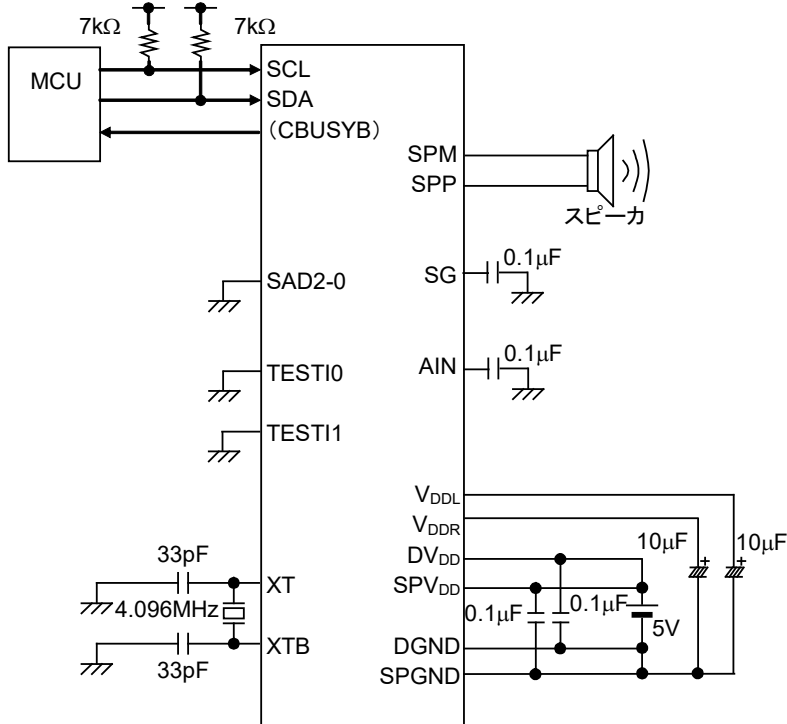 7kΩ
7kΩ
MCU
SCL
SDA
（CBUSYB）
SPM
SPP
スピーカ
SG
0.1μF
SAD2-0
AIN
0.1μF
TESTI0
TESTI1
VDDL
VDDR
DVDD
SPVDD
10μF
10μF
0.1μF
0.1μF
5V
DGND
SPGND
33pF
XT
4.096MHz
XTB
33pF